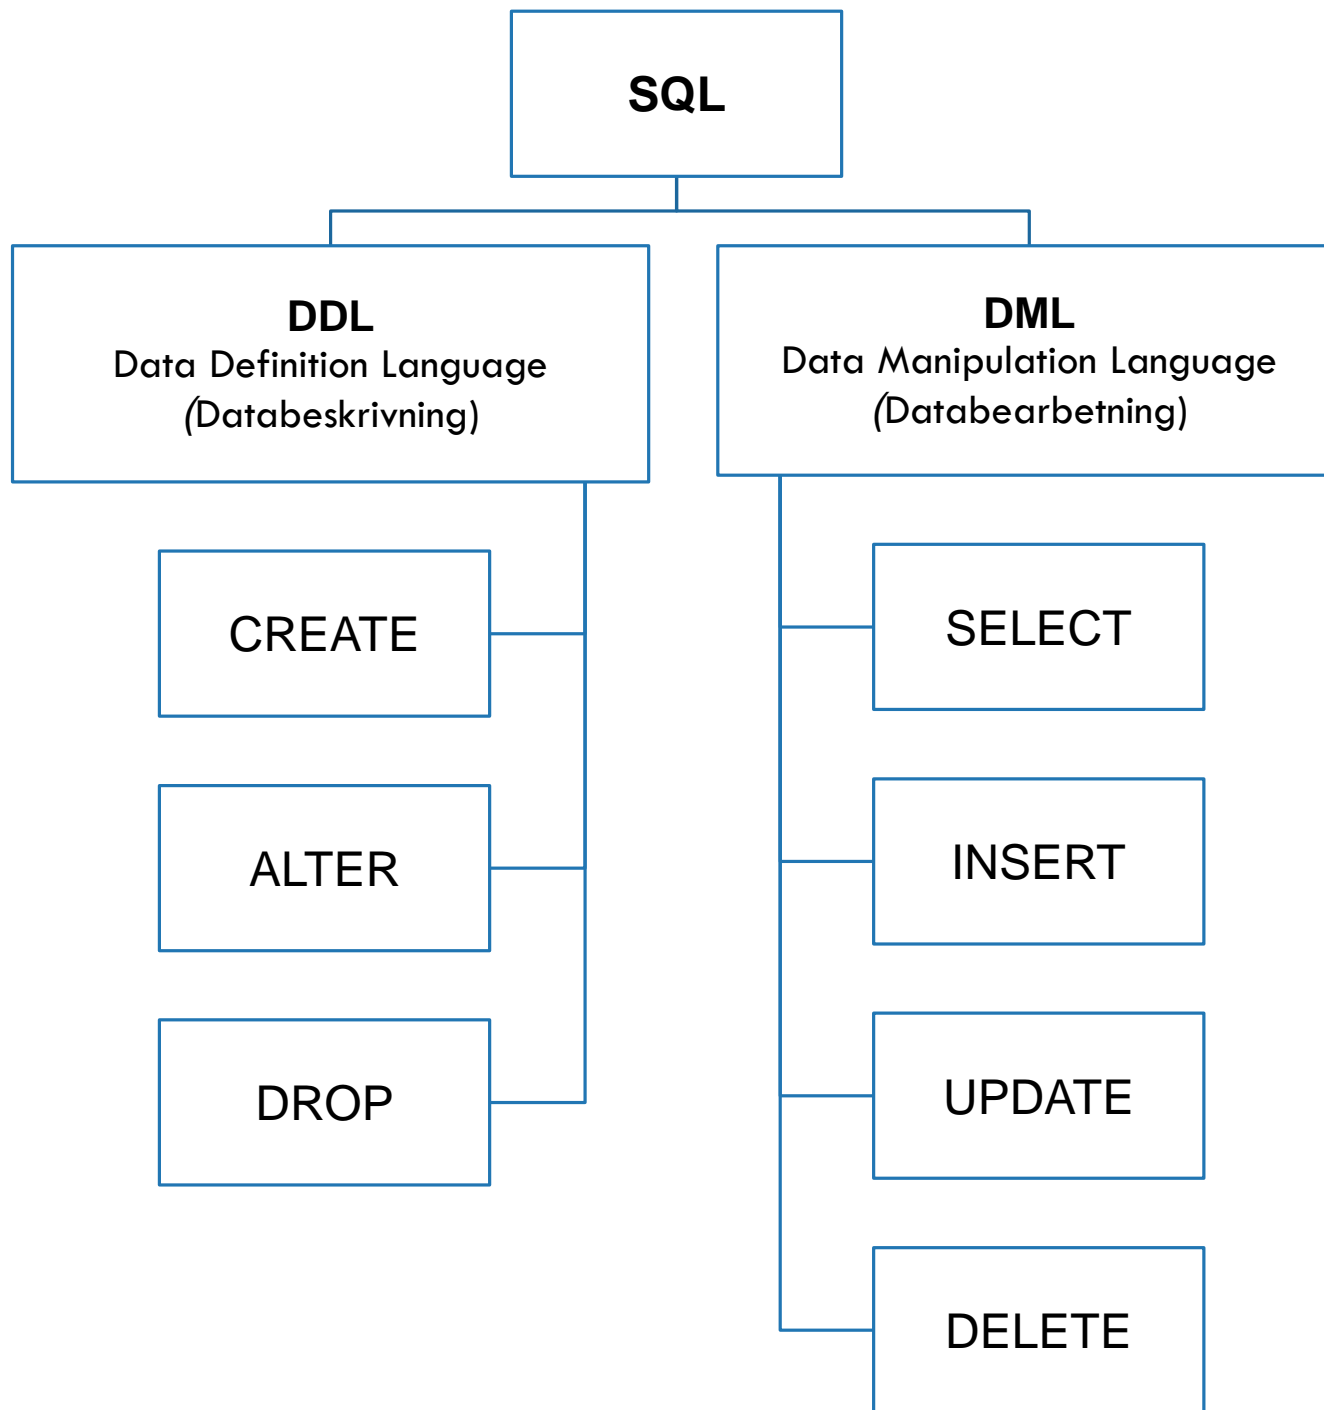 SQL
DDL
Data Definition Language
(Databeskrivning)
CREATE
ALTER
DROP
DML
Data Manipulation Language
(Databearbetning)
SELECT
INSERT
UPDATE
DELETE